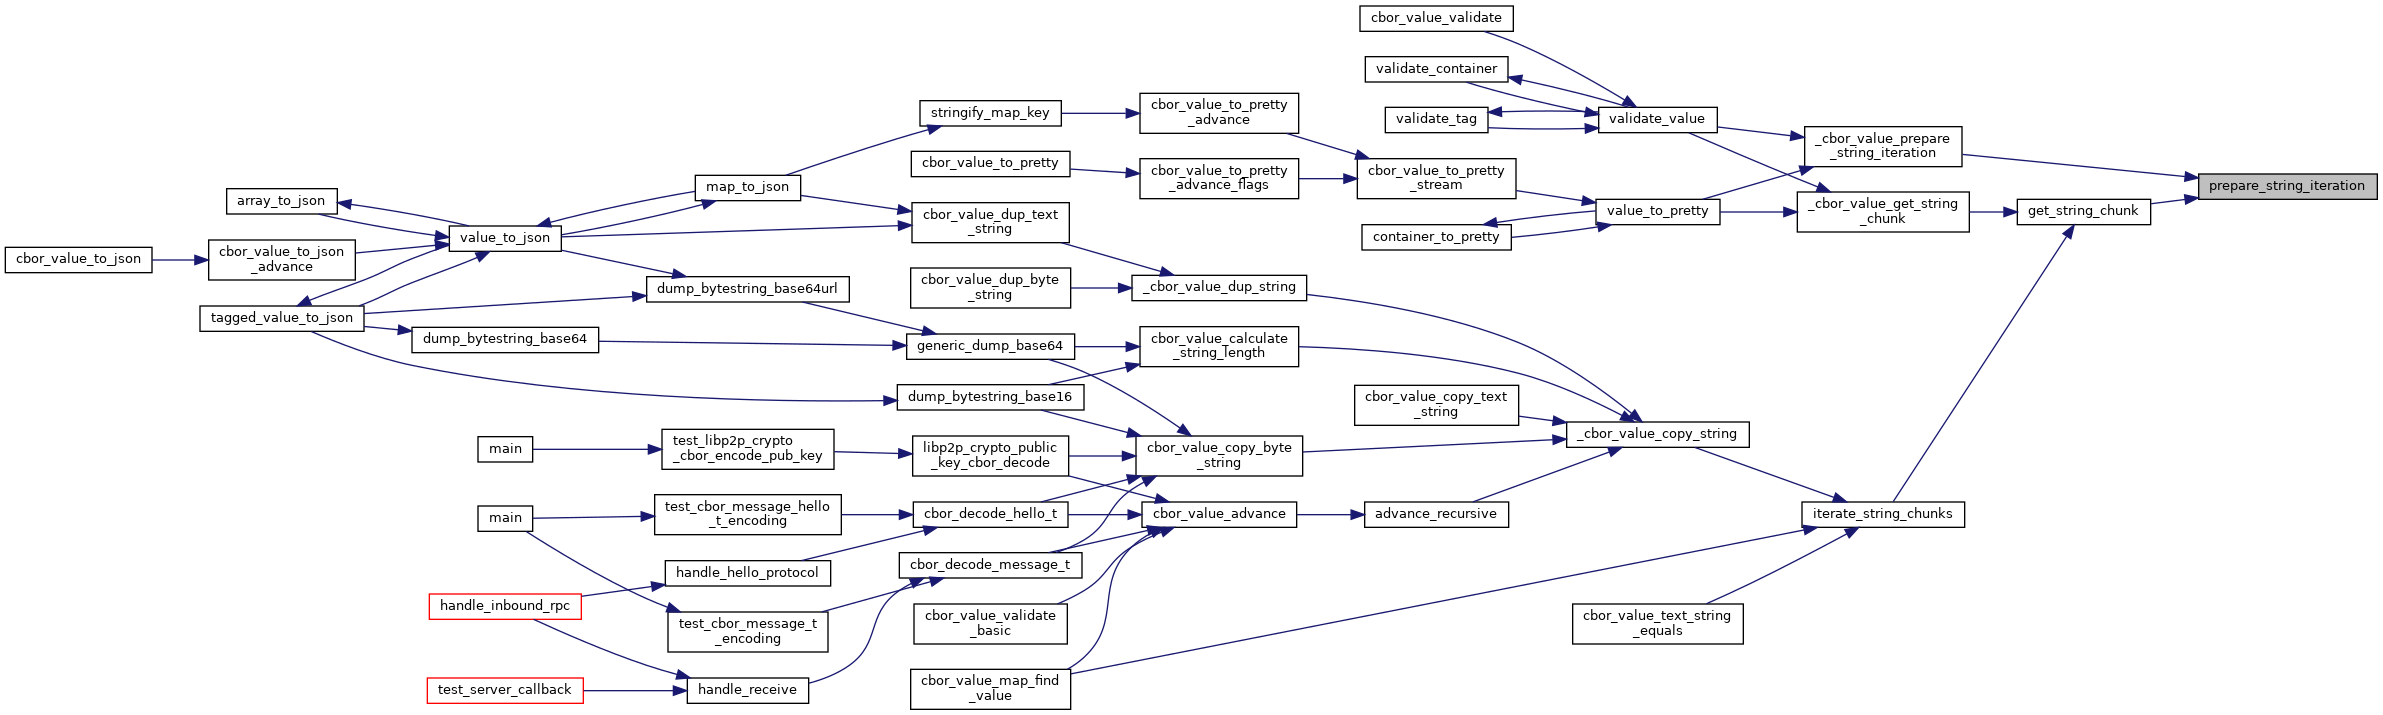 cbor_value_validate
validate_container
cbor_value_to_pretty
_advance
stringify_map_key
validate_tag
validate_value
_cbor_value_prepare
_string_iteration
cbor_value_to_pretty
cbor_value_to_pretty
_advance_flags
cbor_value_to_pretty
_stream
prepare_string_iteration
map_to_json
array_to_json
cbor_value_dup_text
_string
value_to_pretty
_cbor_value_get_string
_chunk
get_string_chunk
value_to_json
container_to_pretty
cbor_value_to_json
cbor_value_to_json
_advance
dump_bytestring_base64url
cbor_value_dup_byte
_string
_cbor_value_dup_string
tagged_value_to_json
dump_bytestring_base64
generic_dump_base64
cbor_value_calculate
_string_length
dump_bytestring_base16
cbor_value_copy_text
_string
_cbor_value_copy_string
main
test_libp2p_crypto
_cbor_encode_pub_key
libp2p_crypto_public
_key_cbor_decode
cbor_value_copy_byte
_string
main
test_cbor_message_hello
_t_encoding
cbor_decode_hello_t
cbor_value_advance
advance_recursive
iterate_string_chunks
handle_hello_protocol
cbor_decode_message_t
handle_inbound_rpc
test_cbor_message_t
_encoding
cbor_value_validate
_basic
cbor_value_text_string
_equals
test_server_callback
handle_receive
cbor_value_map_find
_value